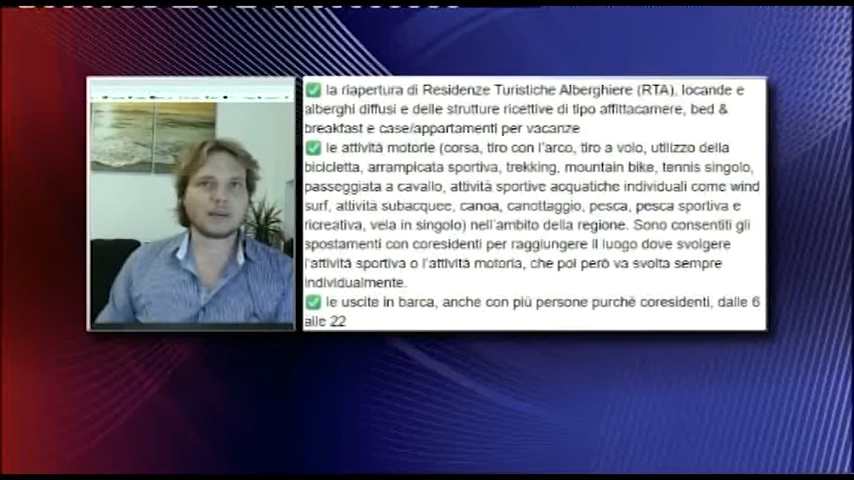 ✅ la riapertura di Residenze Turistiche Alberghiere (RTA), locande e
alberghi diffusi e delle strutture ricettive di tipo affittacamere, bed &
breakfast e case/appartamenti per vacanze
✅ le attività motorie (corsa, tiro con l'arco, tiro a volo, utilizzo della
bicicletta, arrampicata sportiva, trekking, mountain bike, tennis singolo,
passeggiata a cavallo, attività sportive acquatiche individuali come wind
surf, attività subacquee, canoa, canottaggio, pesca, pesca sportiva e
ricreativa, vela in singolo) nell'ambito della regione. Sono consentiti gli
spostamenti con coresidenti per raggiungere il luogo dove svolgere
l'attività sportiva o l'attività motoria, che poi però va svolta sempre
individualmente.
✅ le uscite in barca, anche con più persone purchè coresidenti, dalle 6
alle 22